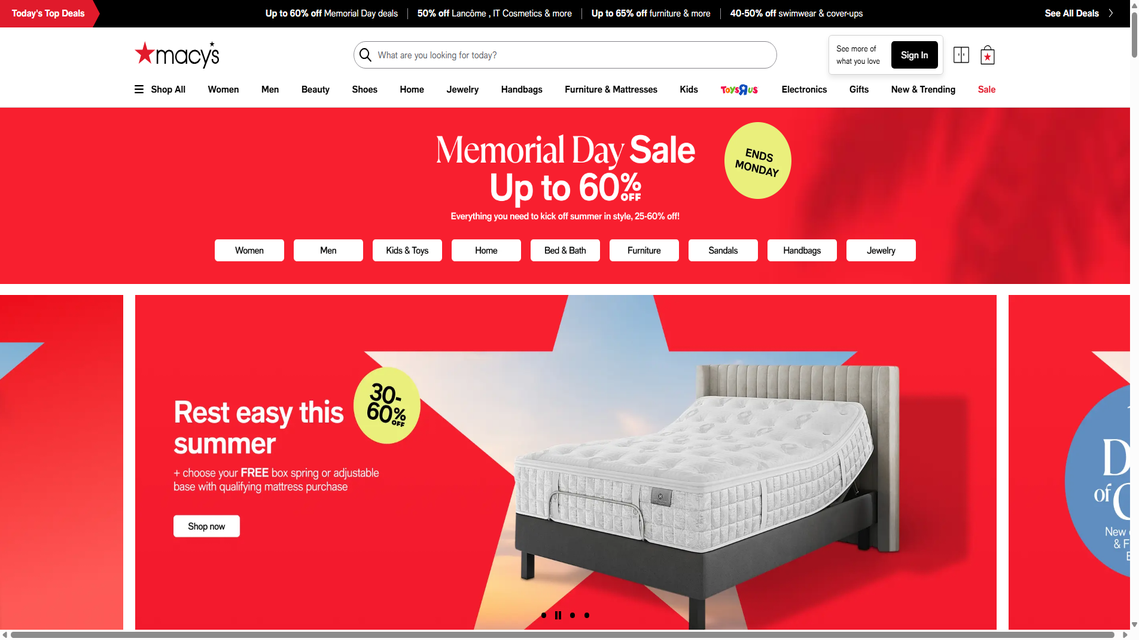 Today's Top Deals
Up to 60% off Memorial Day deals
50% off Lancôme , IT Cosmetics & more
Up to 65% off furniture & more
40-50% off swimwear & cover-ups
See All Deals
macy's
What are you looking for today?
See more of
what you love
Sign In
Shop All
Women
Men
Beauty
Shoes
Home
Jewelry
Handbags
Furniture & Mattresses
Kids
ToysRus
Electronics
Gifts
New & Trending
Sale
Memorial Day Sale
Up to 60% OFF
ENDS
MONDAY
Everything you need to kick off summer in style, 25-60% off!
Women
Men
Kids & Toys
Home
Bed & Bath
Furniture
Sandals
Handbags
Jewelry
Rest easy this
summer
30-
60% OFF
+ choose your FREE box spring or adjustable
base with qualifying mattress purchase
Shop now
of
New
& F